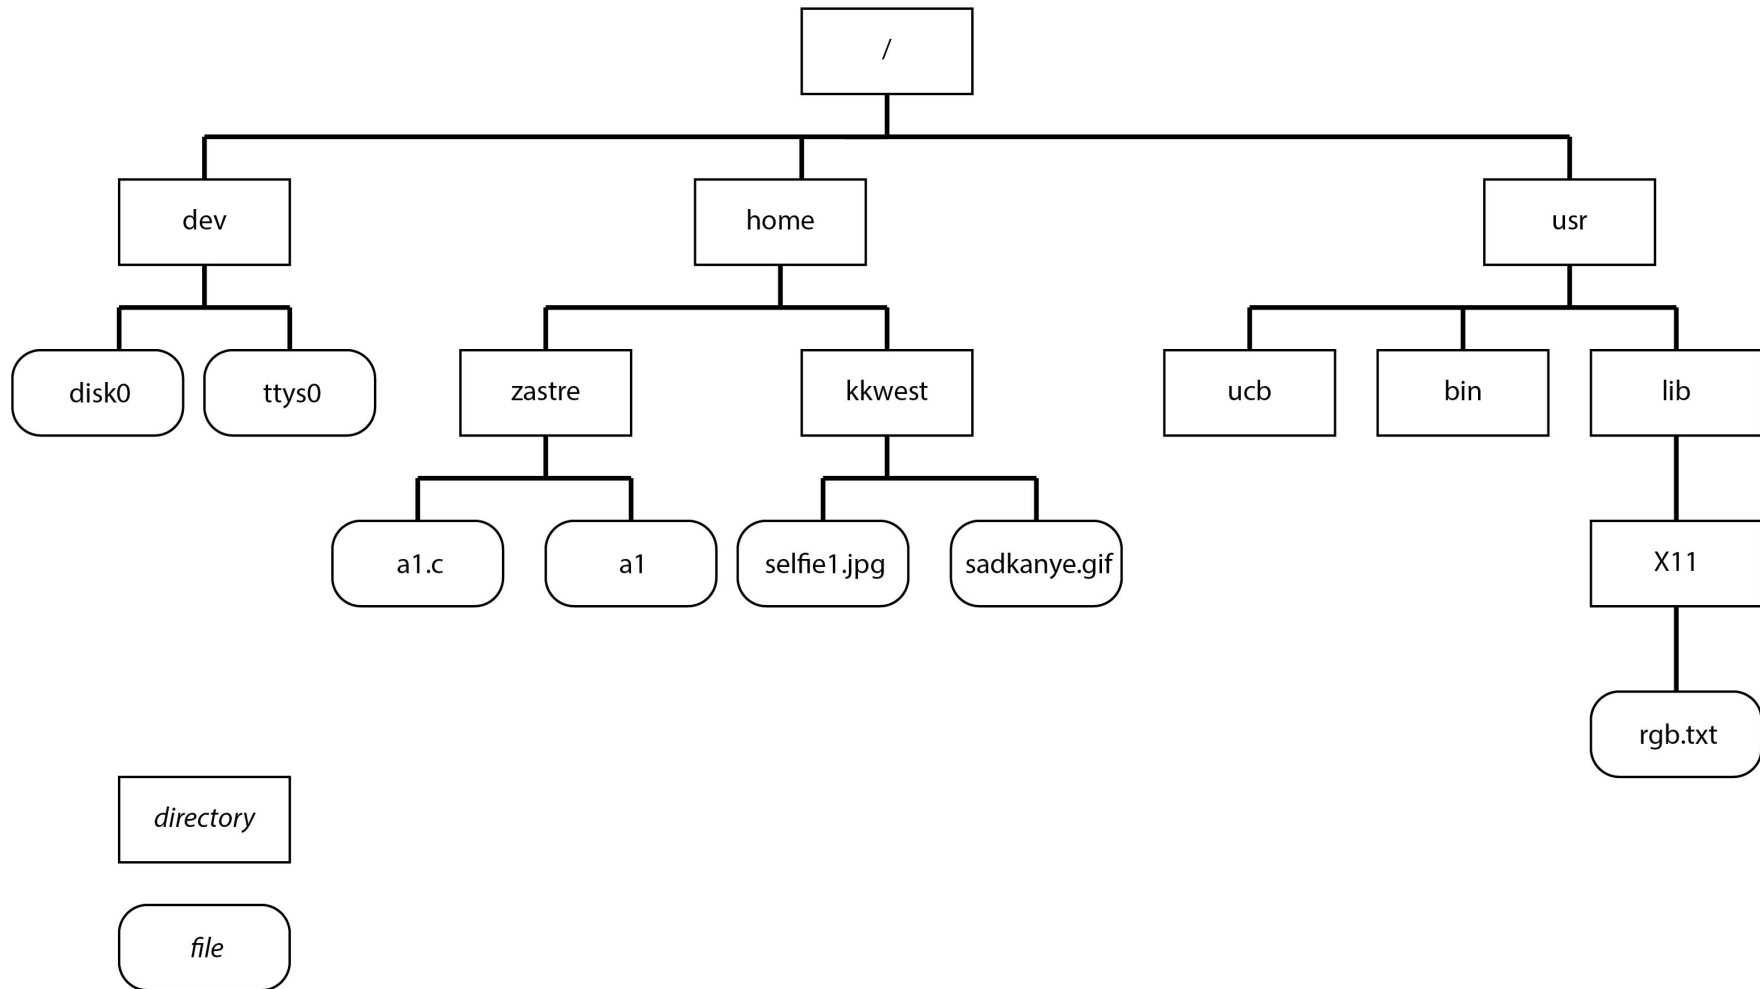 /
dev
home
usr
disk0
ttys0
zastre
kkwest
ucb
bin
lib
a1.c
a1
selfie1.jpg
sadkanye.gif
X11
rgb.txt
directory
file